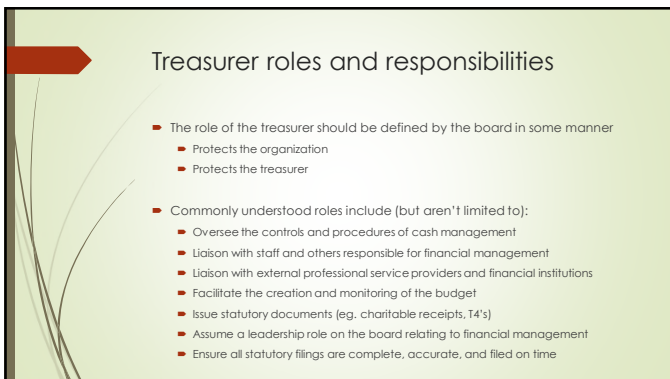 Treasurer roles and responsibilities
The role of the treasurer should be defined by the board in some manner
Protects the organization
Protects the treasurer
Commonly understood roles include (but aren't limited to):
Oversee the controls and procedures of cash management
Liaison with staff and others responsible for financial management
Liaison with external professional service providers and financial institutions
Facilitate the creation and monitoring of the budget
Issue statutory documents (eg. charitable receipts, T4's)
Assume a leadership role on the board relating to financial management
Ensure all statutory filings are complete, accurate, and filed on time